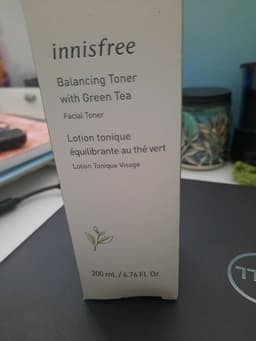 innisfree
Balancing Toner
with Green Tea
Facial Toner
Lotion tonique
équilibrante au thé vert
Lotion Tonique Visage
200 mL / 6.76 FL Oz.